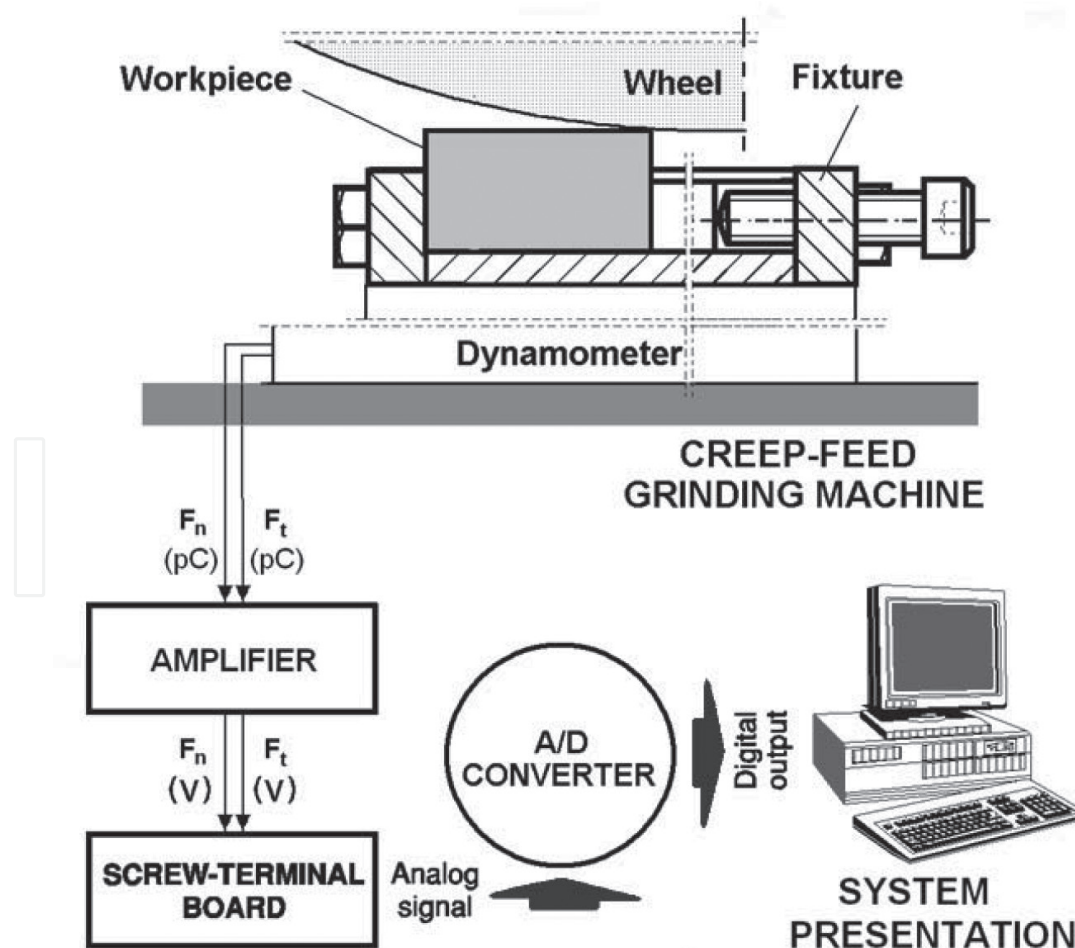 Workpiece
Wheel
Fixture
Dynamometer
CREEP-FEED
GRINDING MACHINE
Fn Ft
(pC) (pC)
AMPLIFIER
Fn Ft
(V) (V)
SCREW-TERMINAL
BOARD
Analog
signal
A/D
CONVERTER
Digital
output
SYSTEM
PRESENTATION